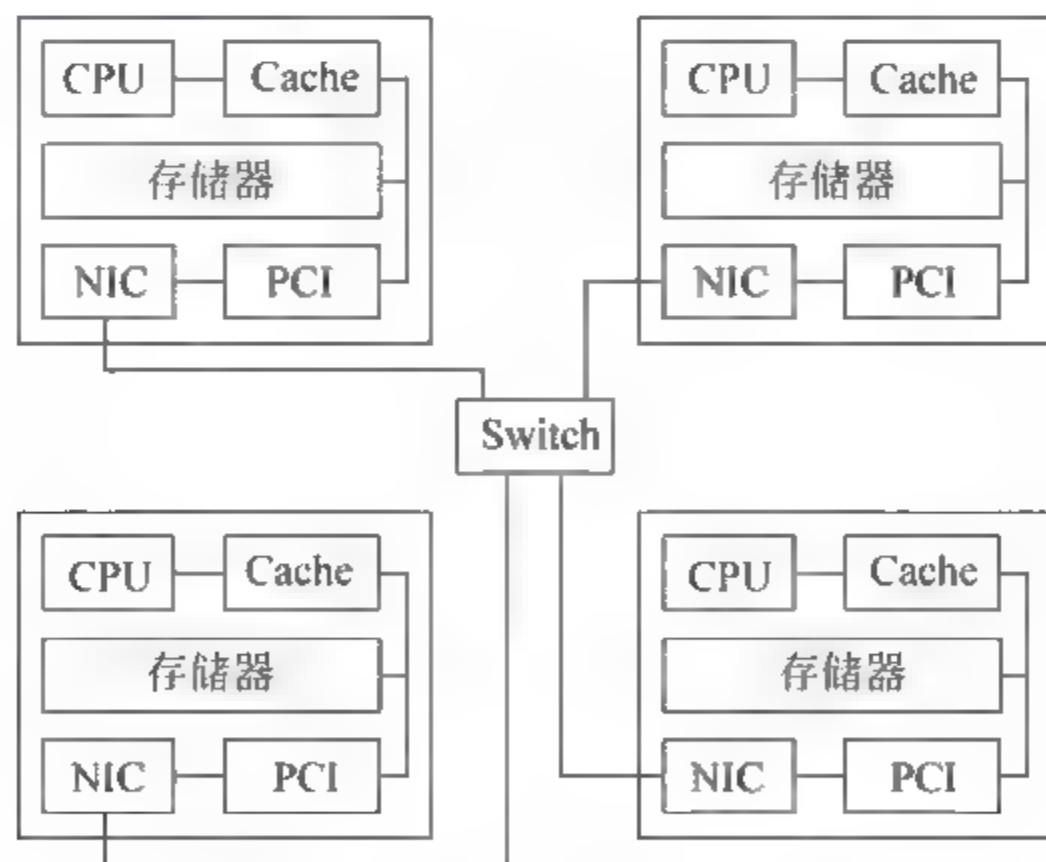 CPU Cache
存储器
NIC PCI
CPU Cache
存储器
NIC PCI
Switch
CPU Cache
存储器
NIC PCI
CPU Cache
存储器
NIC PCI